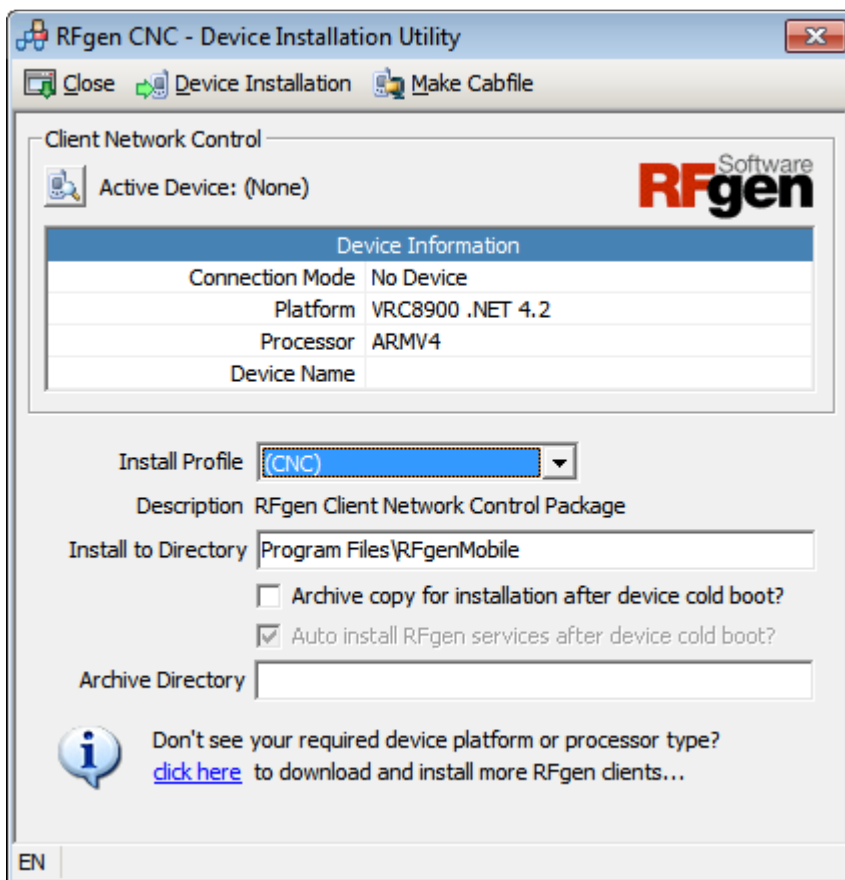 RFgen CNC - Device Installation Utility
Close Device Installation Make Cabfile
Client Network Control
Active Device: (None)
RFgen Software
Device Information
Connection Mode No Device
Platform VRC8900 .NET 4.2
Processor ARMV4
Device Name
Install Profile (CNC)
Description RFgen Client Network Control Package
Install to Directory Program Files\RFgenMobile
Archive copy for installation after device cold boot?
Auto install RFgen services after device cold boot?
Archive Directory
Don't see your required device platform or processor type?
click here to download and install more RFgen clients...
EN